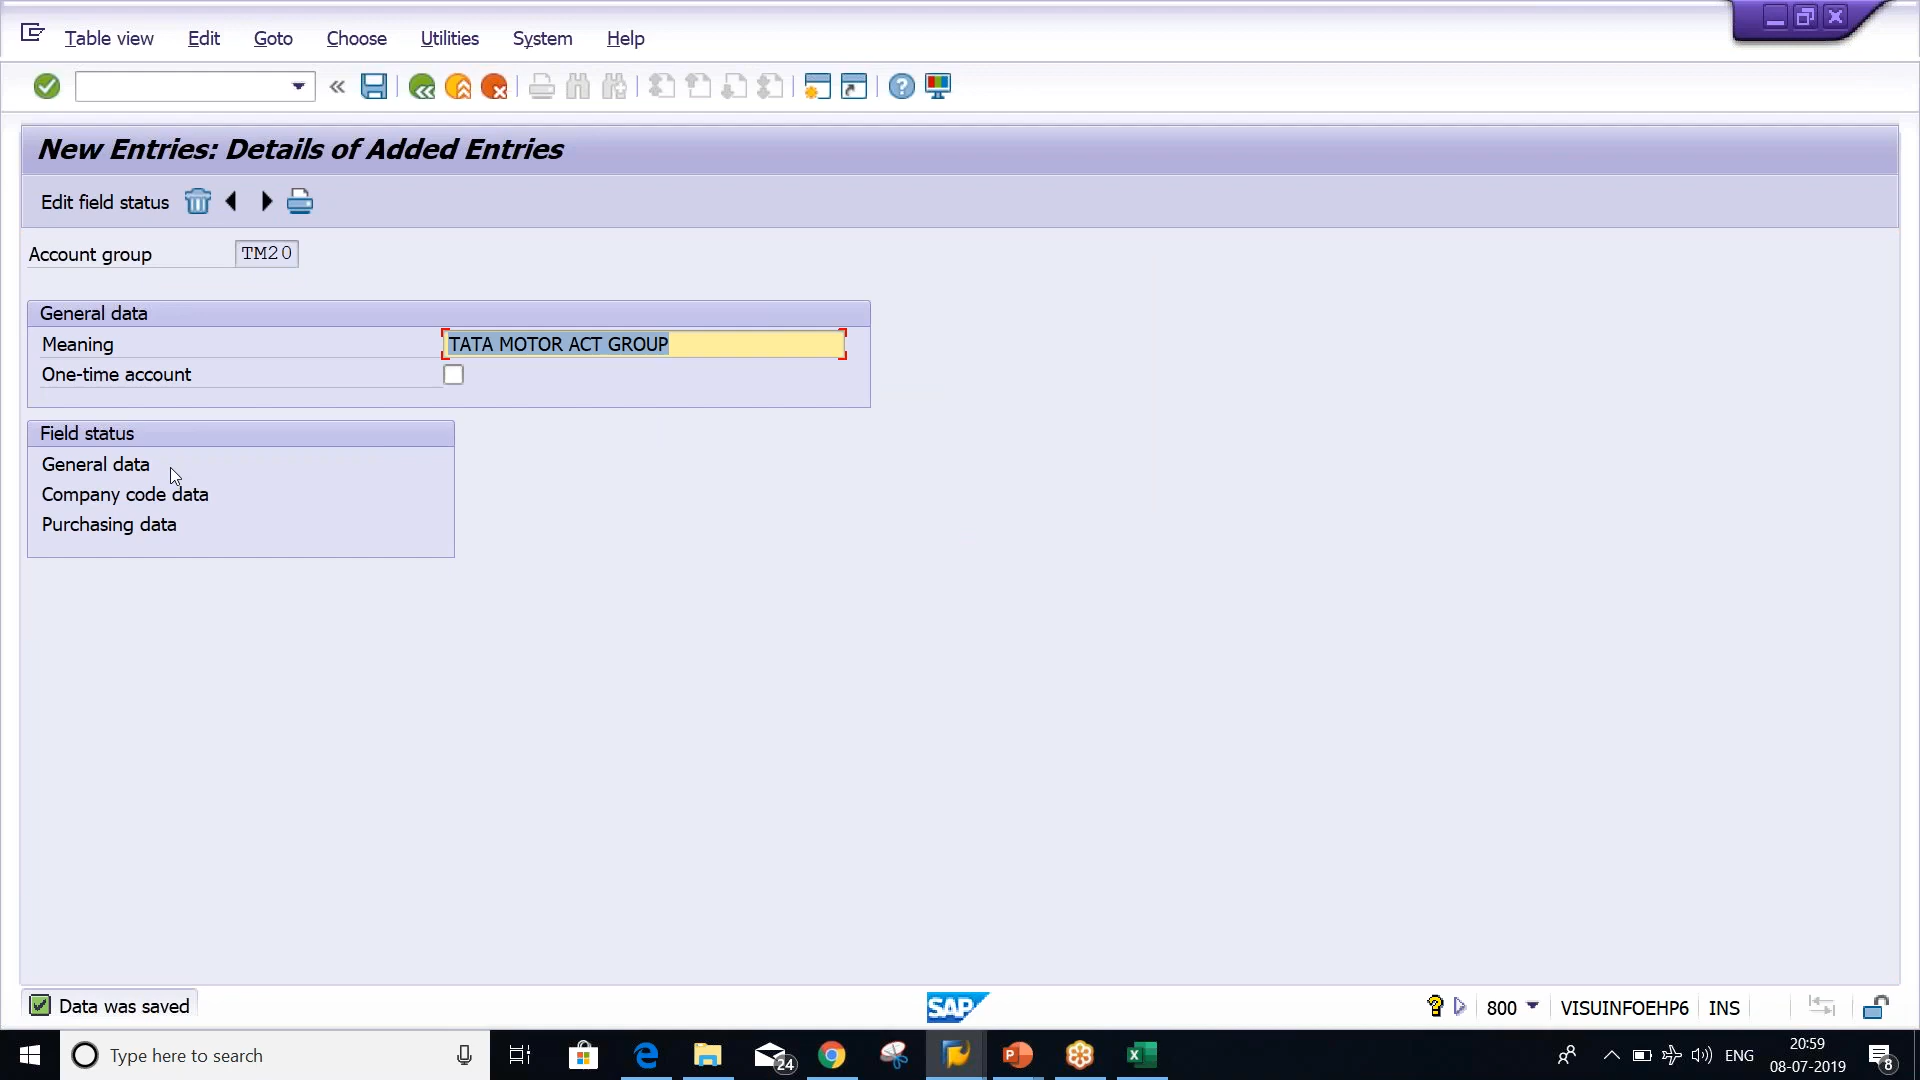 Table view Edit Goto Choose Utilities System Help
New Entries: Details of Added Entries
Edit field status
Account group TM20
General data
Meaning TATA MOTOR ACT GROUP
One-time account
Field status
General data
Company code data
Purchasing data
Data was saved
SAP
800 VISUINFOEHP6 INS
Type here to search
24
ENG
20:59
08-07-2019
8